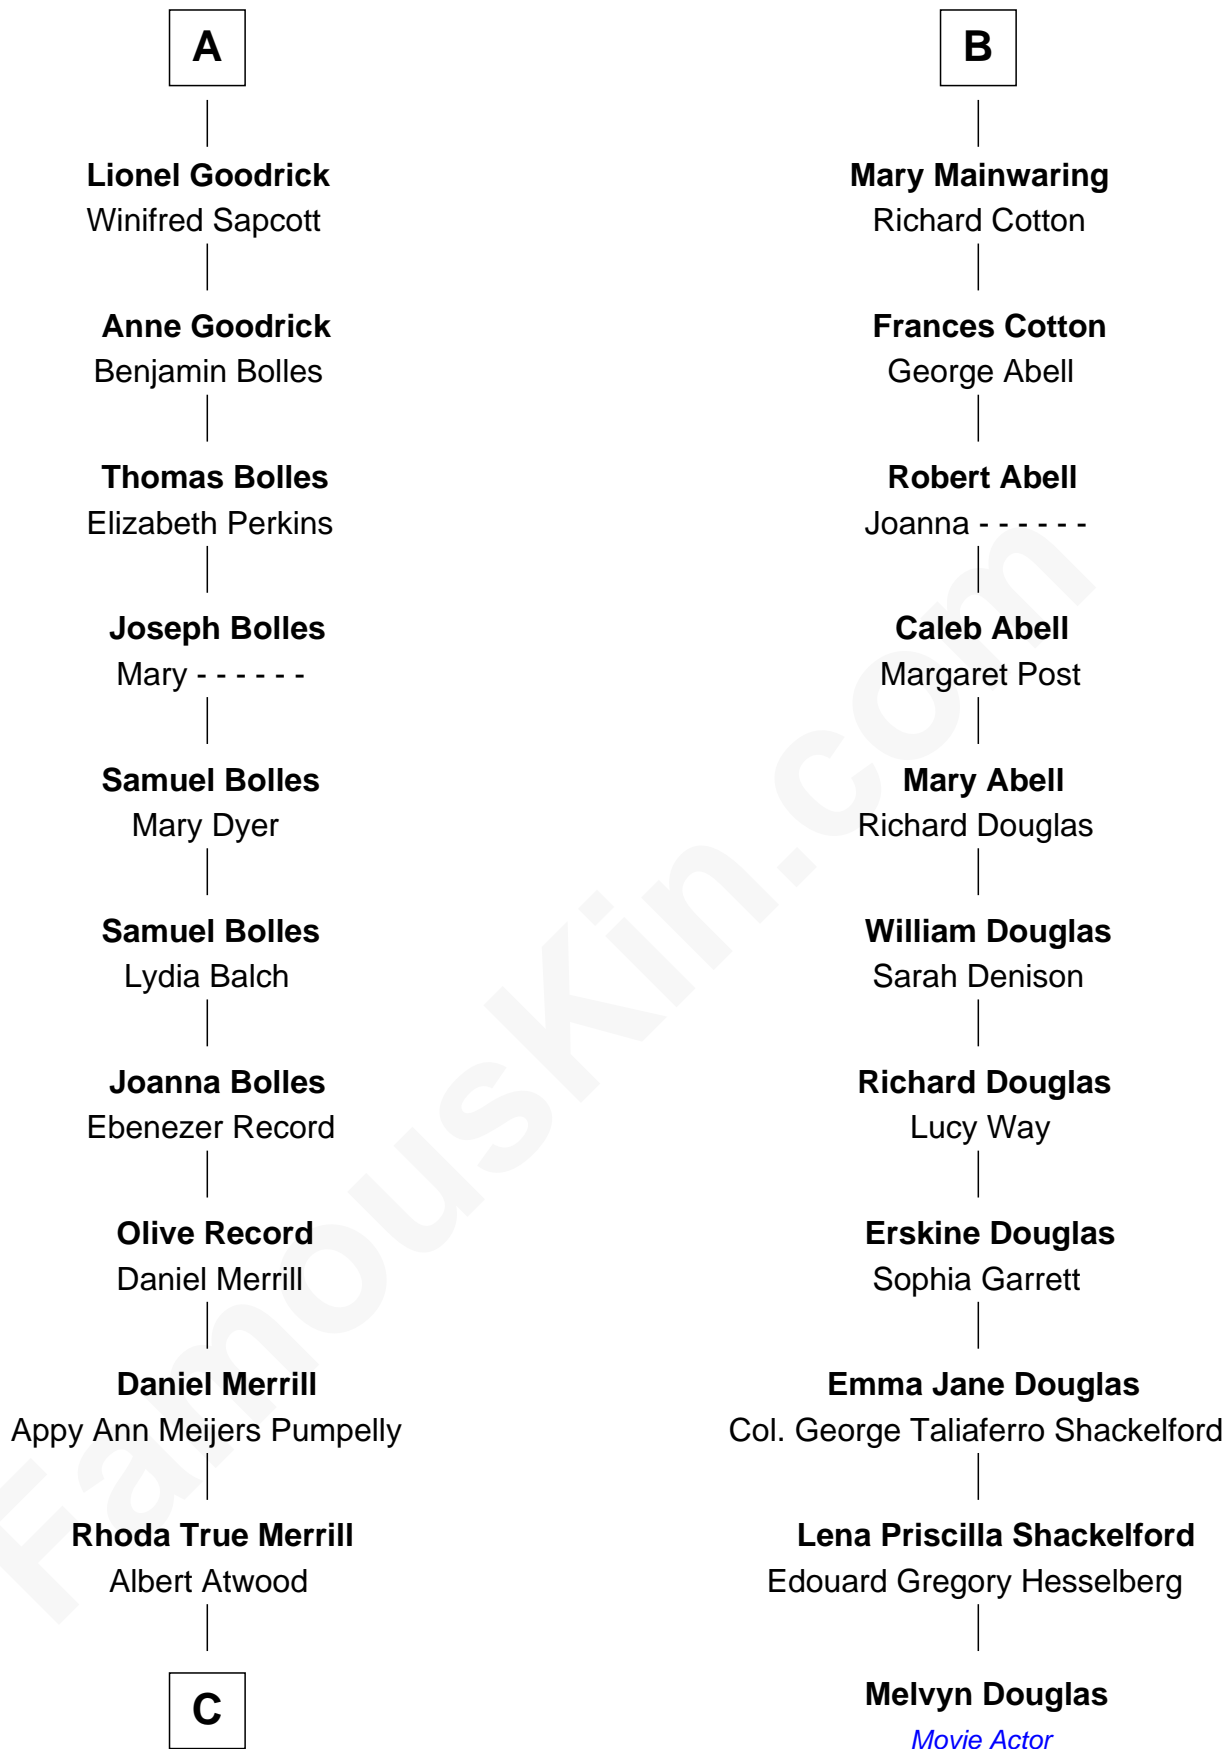 A
Lionel Goodrick
Winifred Sapcott
Anne Goodrick
Benjamin Bolles
Thomas Bolles
Elizabeth Perkins
Joseph Bolles
Mary - - - - - -
Samuel Bolles
Mary Dyer
Samuel Bolles
Lydia Balch
Joanna Bolles
Ebenezer Record
Olive Record
Daniel Merrill
Daniel Merrill
Appy Ann Meijers Pumpelly
Rhoda True Merrill
Albert Atwood
C
B
Mary Mainwaring
Richard Cotton
Frances Cotton
George Abell
Robert Abell
Joanna - - - - - -
Caleb Abell
Margaret Post
Mary Abell
Richard Douglas
William Douglas
Sarah Denison
Richard Douglas
Lucy Way
Erskine Douglas
Sophia Garrett
Emma Jane Douglas
Col. George Taliaferro Shackelford
Lena Priscilla Shackelford
Edouard Gregory Hesselberg
Melvyn Douglas
Movie Actor
FamousKin.com